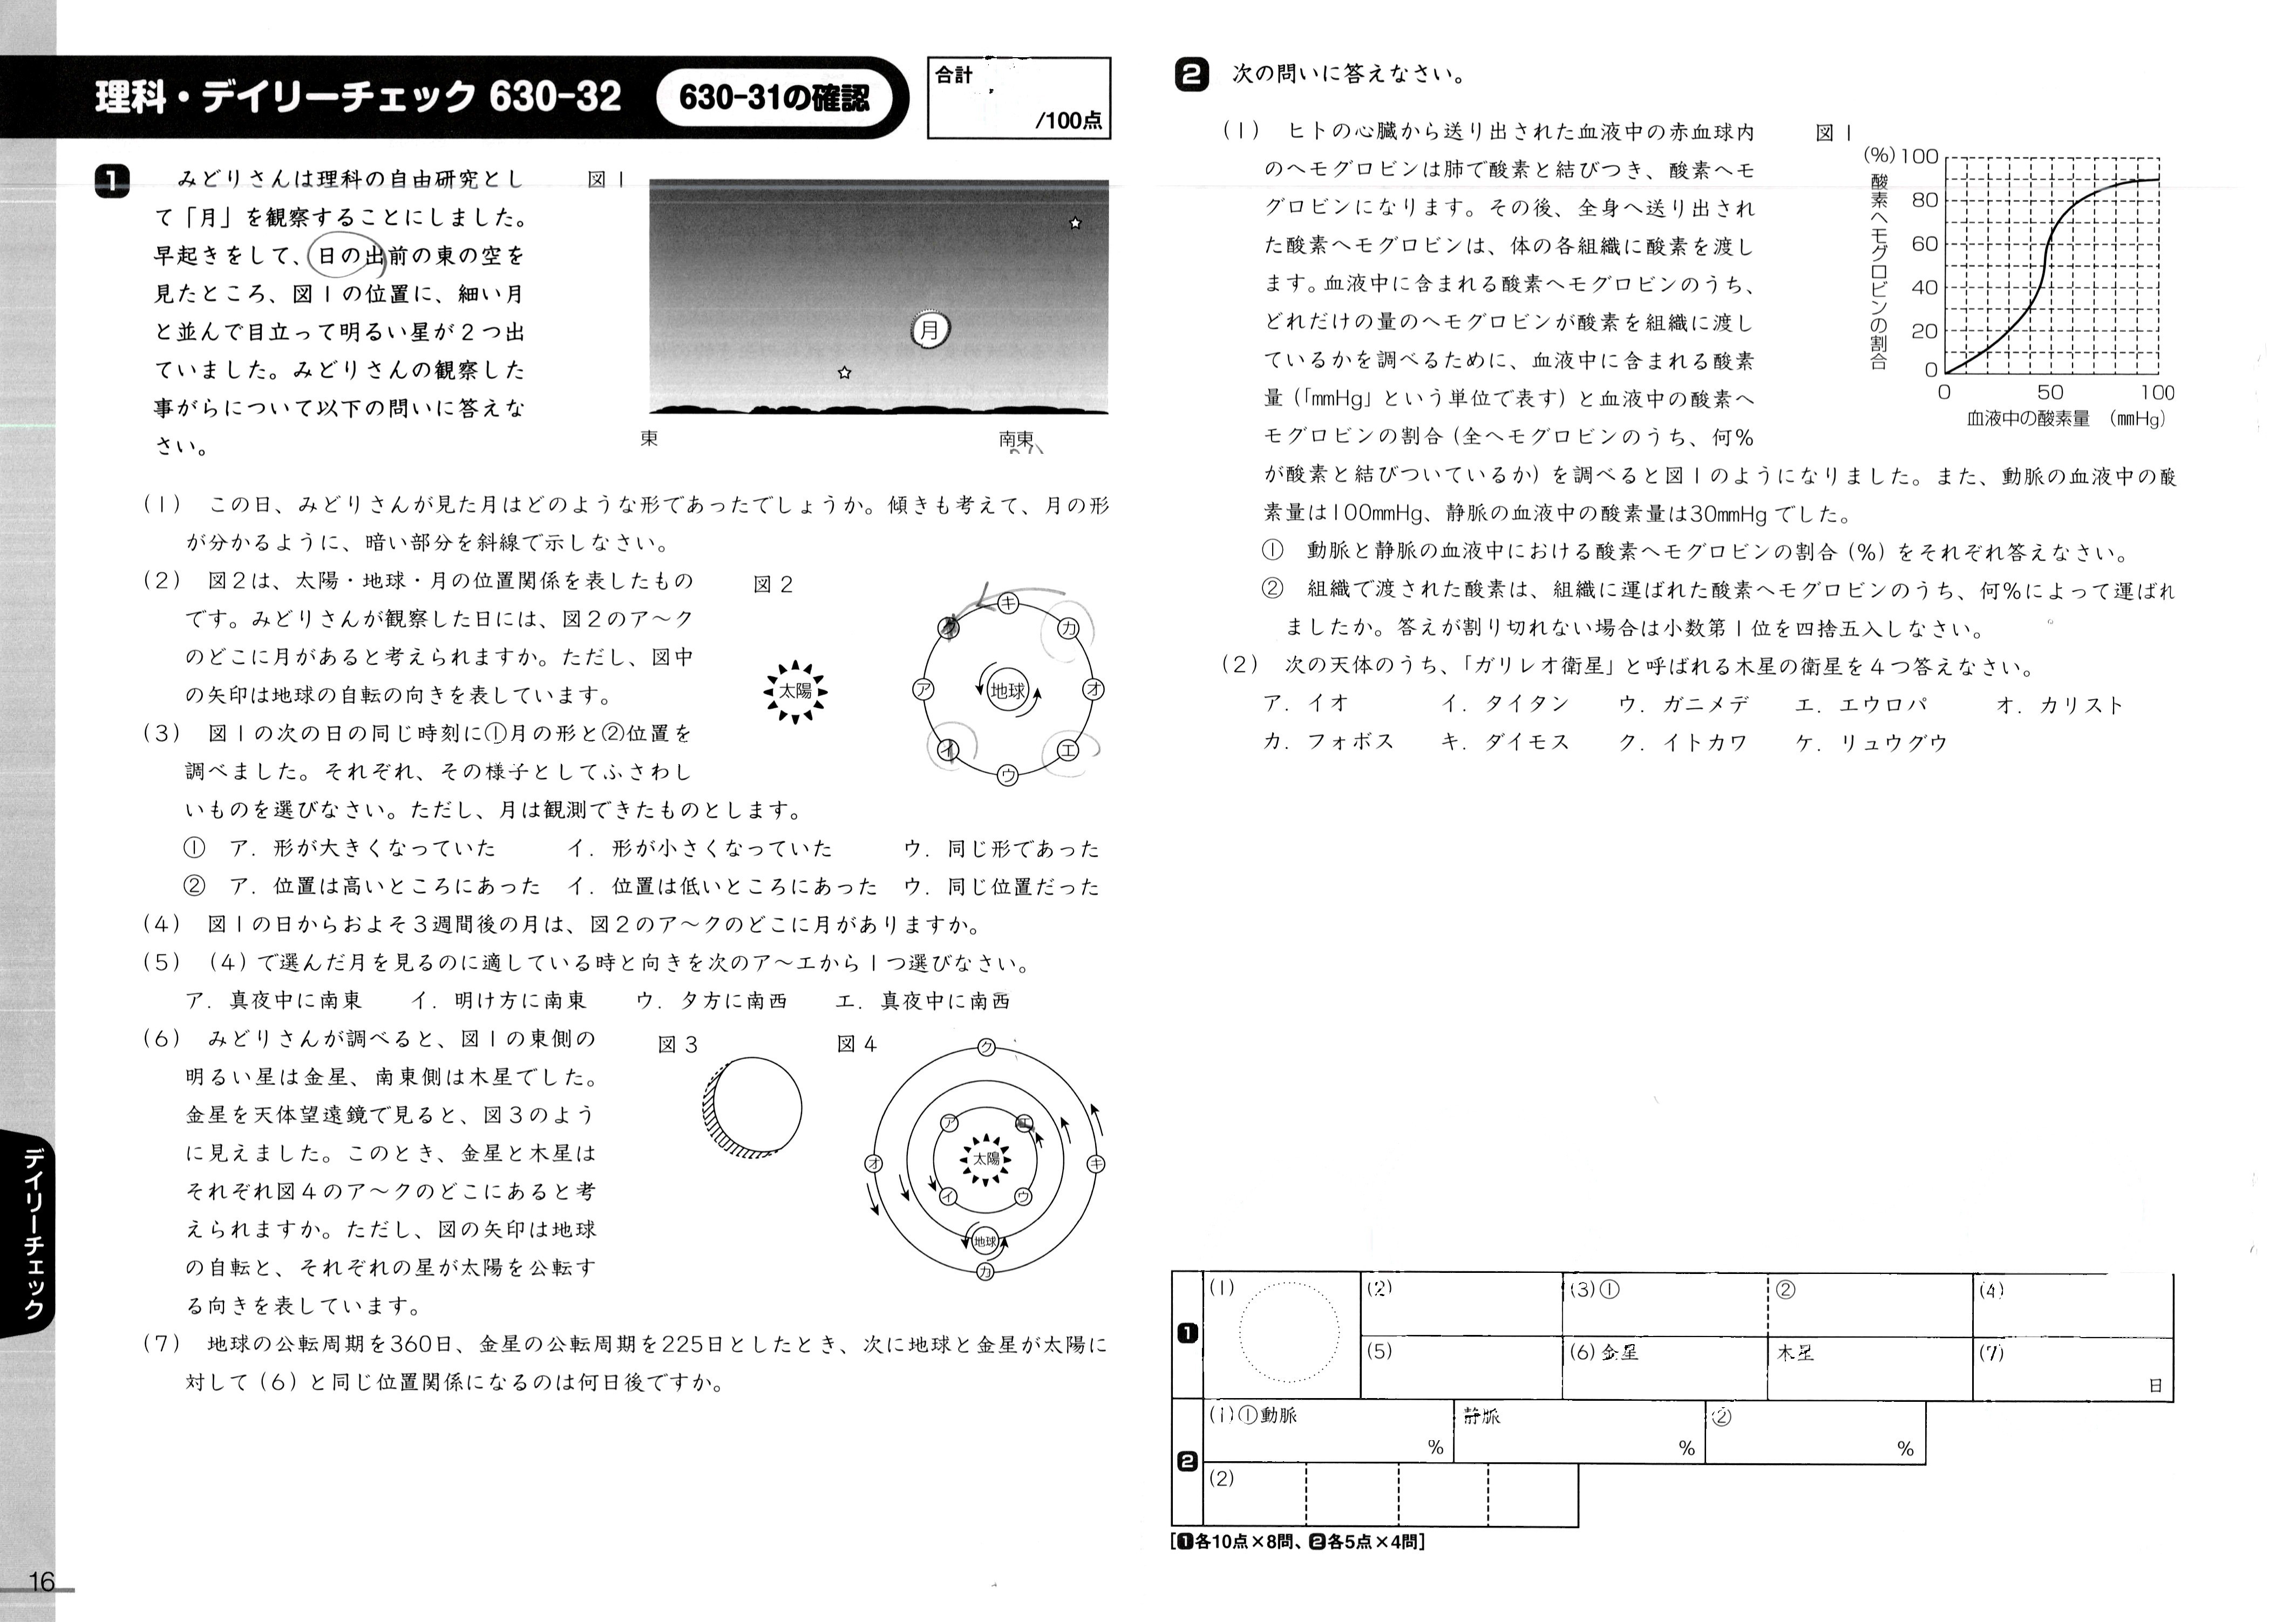 理科・デイリーチェック 630-32
630-31の確認
合計
/100点
1
みどりさんは理科の自由研究とし
て「月」を観察することにしました。
早起きをして、日の出前の東の空を
見たところ、図1の位置に、細い月
と並んで目立って明るい星が2つ出
ていました。みどりさんの観察した
事がらについて以下の問いに答えな
さい。
図1
月
東
南東
(1) この日、みどりさんが見た月はどのような形であったでしょうか。傾きも考えて、月の形
が分かるように、暗い部分を斜線で示しなさい。
(2) 図2は、太陽・地球・月の位置関係を表したもの
です。みどりさんが観察した日には、図2のア〜ク
のどこに月があると考えられますか。ただし、図中
の矢印は地球の自転の向きを表しています。
図2
キ
ク
カ
太陽
ア
地球
オ
イ
エ
ウ
(3) 図1の次の日の同じ時刻に①月の形と②位置を
調べました。それぞれ、その様子としてふさわし
いものを選びなさい。ただし、月は観測できたものとします。
① ア. 形が大きくなっていた イ. 形が小さくなっていた ウ. 同じ形であった
② ア. 位置は高いところにあった イ. 位置は低いところにあった ウ. 同じ位置だった
(4) 図1の日からおよそ3週間後の月は、図2のア〜クのどこに月がありますか。
(5) (4)で選んだ月を見るのに適している時と向きを次のア〜エから1つ選びなさい。
ア. 真夜中に南東 イ. 明け方に南東 ウ. 夕方に南西 エ. 真夜中に南西
(6) みどりさんが調べると、図1の東側の
明るい星は金星、南東側は木星でした。
金星を天体望遠鏡で見ると、図3のよう
に見えました。このとき、金星と木星は
それぞれ図4のア〜クのどこにあると考
えられますか。ただし、図の矢印は地球
の自転と、それぞれの星が太陽を公転す
る向きを表しています。
図3
図4
ク
ア
エ
オ
太陽
キ
イ
ウ
地球
カ
(7) 地球の公転周期を360日、金星の公転周期を225日としたとき、次に地球と金星が太陽に
対して(6)と同じ位置関係になるのは何日後ですか。
デイリーチェック
16
2 次の問いに答えなさい。
(1) ヒトの心臓から送り出された血液中の赤血球内
のヘモグロビンは肺で酸素と結びつき、酸素ヘモ
グロビンになります。その後、全身へ送り出され
た酸素ヘモグロビンは、体の各組織に酸素を渡し
ます。血液中に含まれる酸素ヘモグロビンのうち、
どれだけの量のヘモグロビンが酸素を組織に渡し
ているかを調べるために、血液中に含まれる酸素
量(「mmHg」という単位で表す)と血液中の酸素ヘ
モグロビンの割合(全ヘモグロビンのうち、何%
が酸素と結びついているか)を調べると図1のようになりました。また、動脈の血液中の酸
素量は100mmHg、静脈の血液中の酸素量は30mmHgでした。
図1
(%)
100
80
60
40
20
0
酸素ヘモグロビンの割合
0 50 100
血液中の酸素量 (mmHg)
① 動脈と静脈の血液中における酸素ヘモグロビンの割合(%)をそれぞれ答えなさい。
② 組織で渡された酸素は、組織に運ばれた酸素ヘモグロビンのうち、何%によって運ばれ
ましたか。答えが割り切れない場合は小数第1位を四捨五入しなさい。
(2) 次の天体のうち、「ガリレオ衛星」と呼ばれる木星の衛星を4つ答えなさい。
ア. イオ イ. タイタン ウ. ガニメデ エ. エウロパ オ. カリスト
カ. フォボス キ. ダイモス ク. イトカワ ケ. リュウグウ
1
(1) (2) (3)① ② (4)
(5) (6)金星 木星 (7) 日
2
(1)①動脈 % 静脈 % ② %
(2)
[1各10点×8問、2各5点×4問]